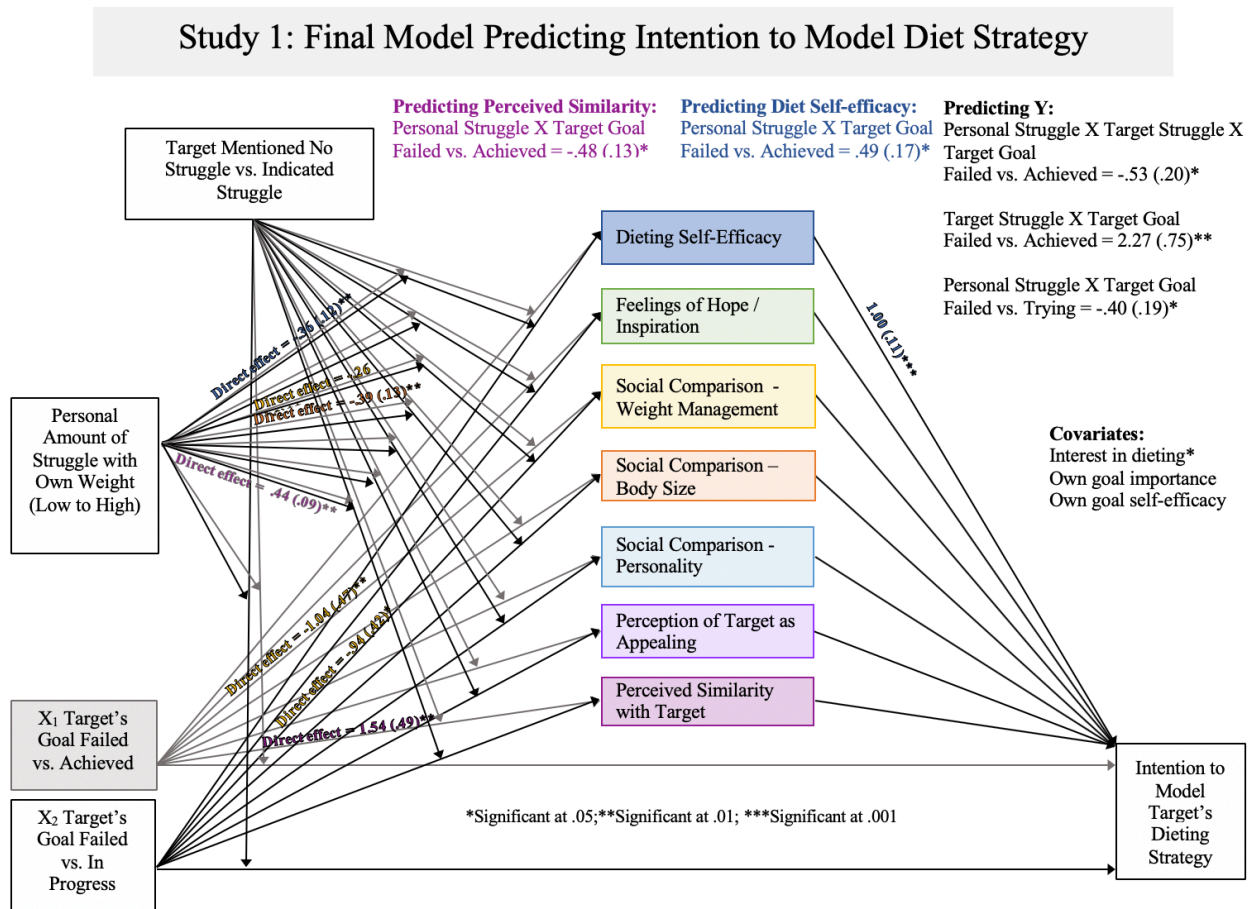 Study 1: Final Model Predicting Intention to Model Diet Strategy
Predicting Perceived Similarity:
Personal Struggle X Target Goal
Failed vs. Achieved = -.48 (.13)*
Predicting Diet Self-efficacy:
Personal Struggle X Target Goal
Failed vs. Achieved = .49 (.17)*
Predicting Y:
Personal Struggle X Target Struggle X
Target Goal
Failed vs. Achieved = -.53 (.20)*
Target Struggle X Target Goal
Failed vs. Achieved = 2.27 (.75)**
Personal Struggle X Target Goal
Failed vs. Trying = -.40 (.19)*
Target Mentioned No
Struggle vs. Indicated
Struggle
Dieting Self-Efficacy
Feelings of Hope /
Inspiration
Social Comparison -
Weight Management
Social Comparison –
Body Size
Social Comparison -
Personality
Perception of Target as
Appealing
Perceived Similarity
with Target
1.00 (.11)***
Direct effect = -.36 (.12)**
Direct effect = .26
Direct effect = -.39 (.13)**
Direct effect = .44 (.09)**
Personal
Amount of
Struggle with
Own Weight
(Low to High)
Covariates:
Interest in dieting*
Own goal importance
Own goal self-efficacy
Direct effect = -1.04 (.47)**
Direct effect = -.94 (.42)*
Direct effect = 1.54 (.49)**
X₁ Target's
Goal Failed
vs. Achieved
X₂ Target's
Goal Failed
vs. In
Progress
Intention to
Model
Target's
Dieting
Strategy
*Significant at .05;**Significant at .01; ***Significant at .001